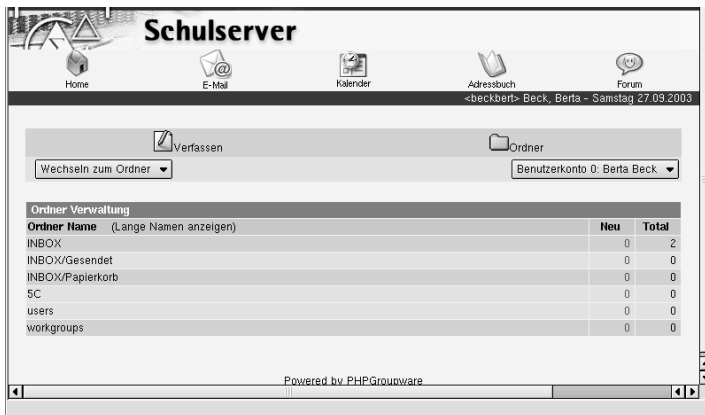 Schulserver
Home E-Mail Kalender Adressbuch Forum
<beckbert> Beck, Berta - Samstag 27.09.2003
Verfassen Ordner
Wechseln zum Ordner Benutzerkonto 0: Berta Beck
Ordner Verwaltung
Ordner Name (Lange Namen anzeigen) Neu Total
INBOX 0 2
INBOX/Gesendet 0 0
INBOX/Papierkorb 0 0
5C 0 0
users 0 0
workgroups 0 0
Powered by PHPGroupware